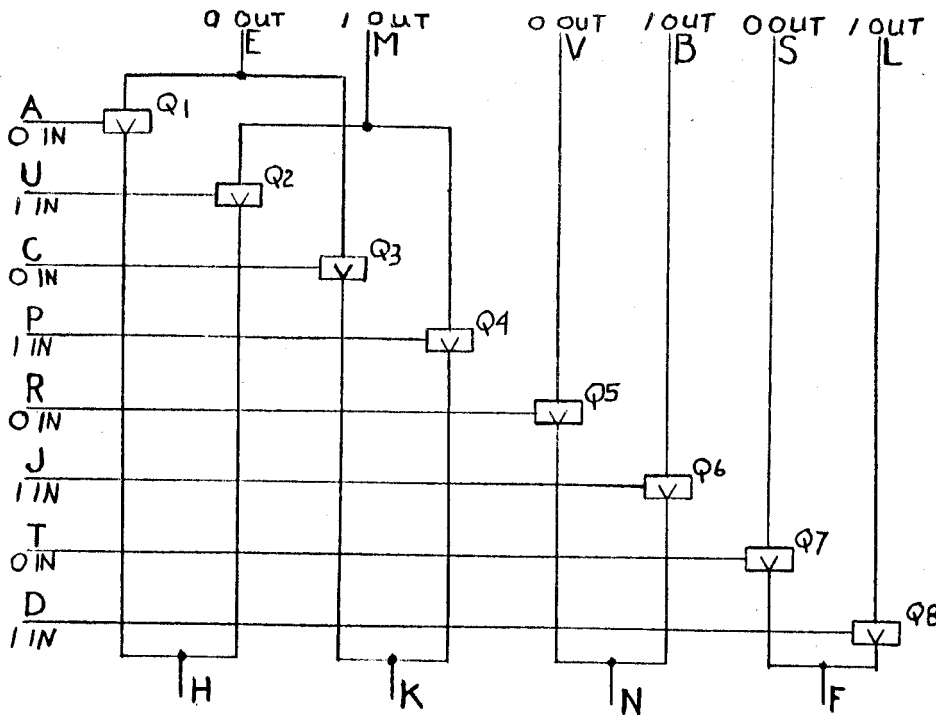 0 OUT 1 OUT 0 OUT 1 OUT 0 OUT 1 OUT
E M V B S L
A
0 IN
Q1
U
1 IN
Q2
C
0 IN
Q3
P
1 IN
Q4
R
0 IN
Q5
J
1 IN
Q6
T
0 IN
Q7
D
1 IN
Q8
H K N F